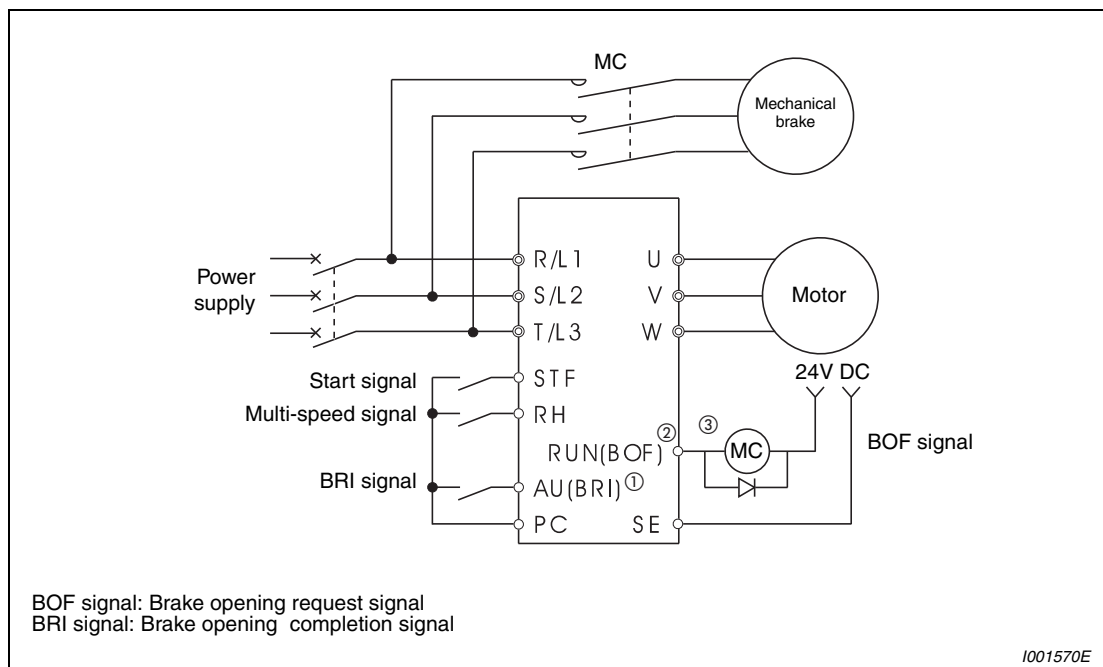 MC
Mechanical
brake
Power
supply
R/L1
U
S/L2
V
Motor
T/L3
W
24V DC
Start signal
STF
Multi-speed signal
RH
RUN(BOF) ②
③
MC
BOF signal
BRI signal
AU(BRI) ①
PC
SE
BOF signal: Brake opening request signal
BRI signal: Brake opening completion signal
I001570E